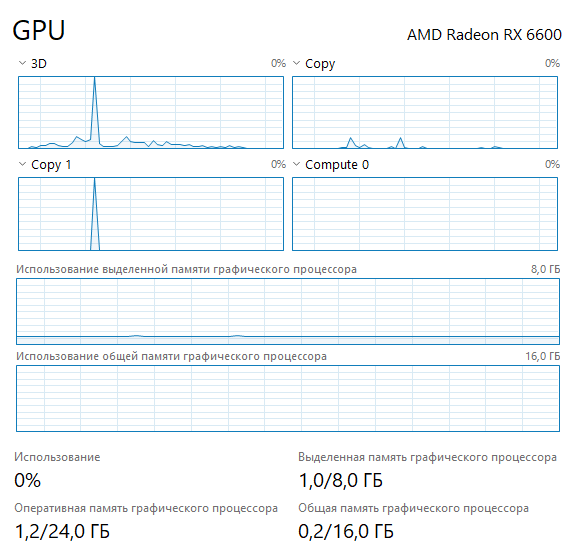 GPU AMD Radeon RX 6600
3D 0% Copy 0%
Copy 1 0% Compute 0 0%
Использование выделенной памяти графического процессора 8,0 ГБ
Использование общей памяти графического процессора 16,0 ГБ
Использование Выделенная память графического процессора
0% 1,0/8,0 ГБ
Оперативная память графического процессора Общая память графического процессора
1,2/24,0 ГБ 0,2/16,0 ГБ